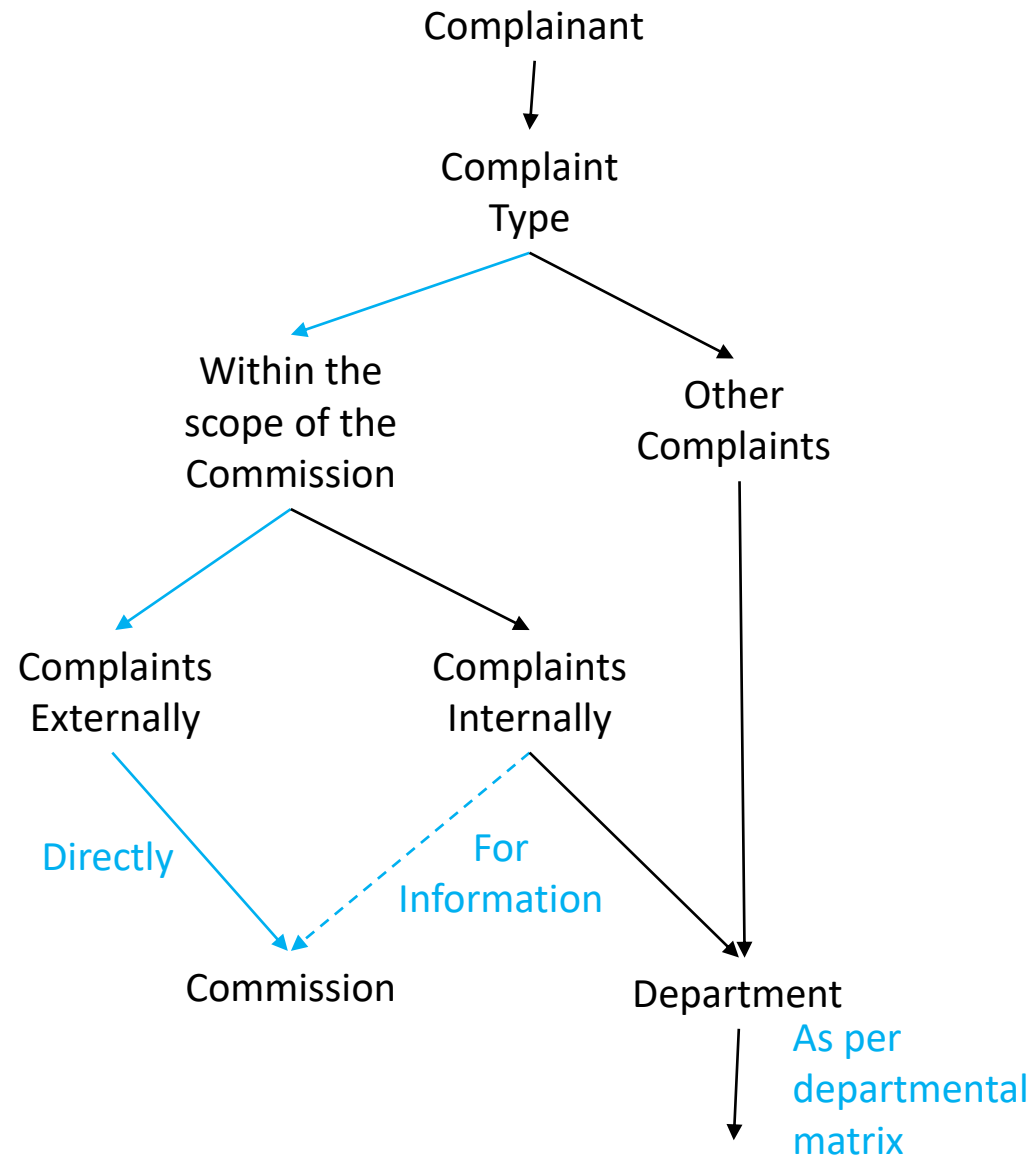 Complainant
Complaint
Type
Within the
scope of the
Commission
Other
Complaints
Complaints
Externally
Complaints
Internally
Directly
For
Information
Commission
Department
As per
departmental
matrix